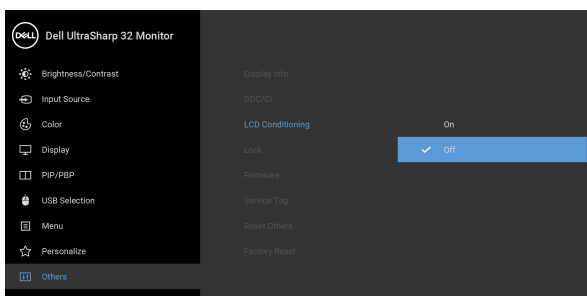 DELL Dell UltraSharp 32 Monitor
Brightness/Contrast
Input Source
Color
Display
PIP/PBP
USB Selection
Menu
Personalize
Others
Display Info
DDC/CI
LCD Conditioning
Lock
Firmware
Service Tag
Reset Others
Factory Reset
On
Off